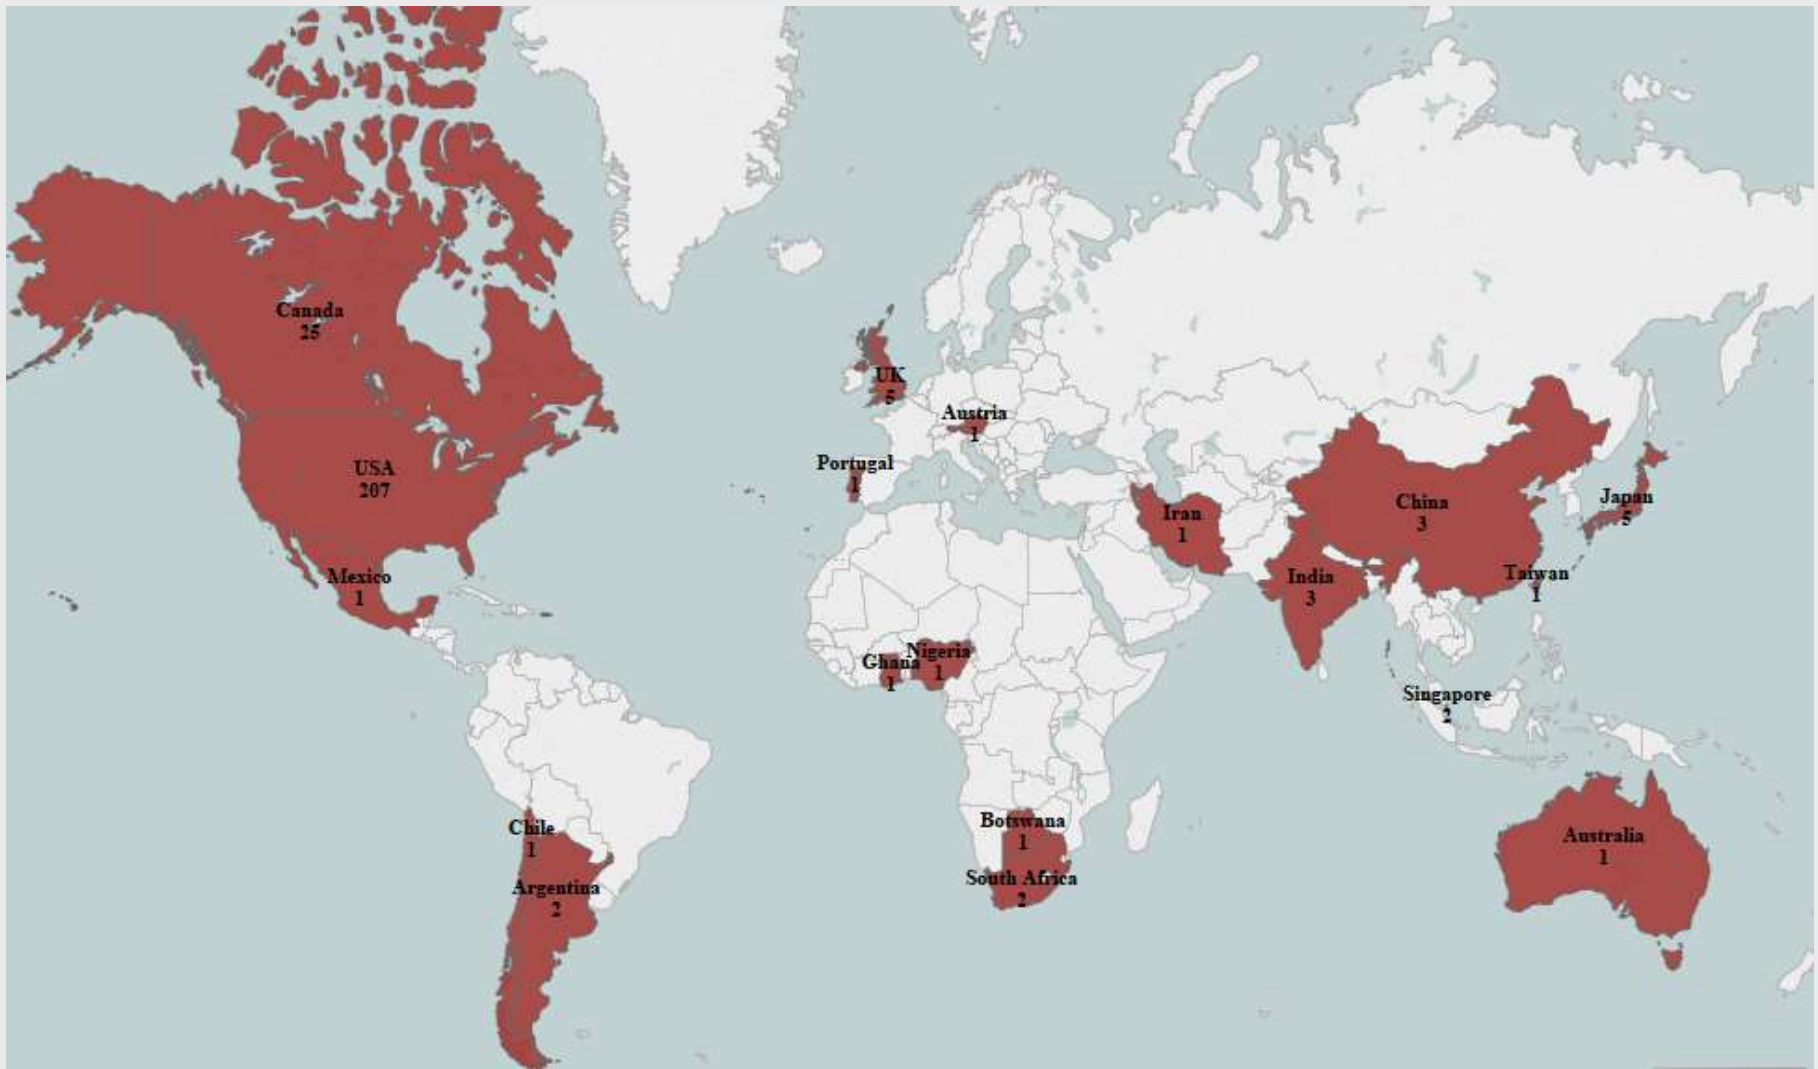 Canada
25
UK
5
Austria
1
Portugal
1
USA
207
Iran
1
China
3
Japan
5
Mexico
1
India
3
Taiwan
1
Ghana
1
Nigeria
1
Singapore
2
Chile
1
Botswana
1
Australia
1
Argentina
2
South Africa
2